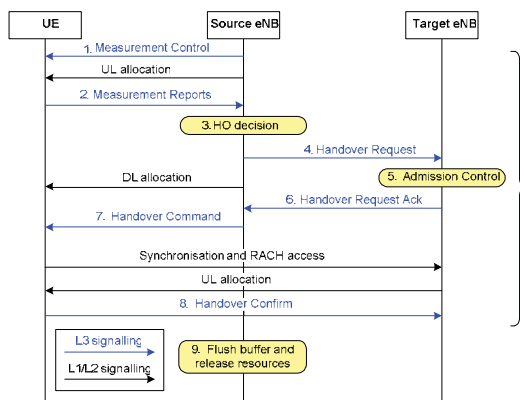 UE
Source eNB
Target eNB
1. Measurement Control
UL allocation
2. Measurement Reports
3. HO decision
4. Handover Request
5. Admission Control
DL allocation
6. Handover Request Ack
7. Handover Command
Synchronisation and RACH access
UL allocation
8. Handover Confirm
L3 signalling
L1/L2 signalling
9. Flush buffer and
release resources